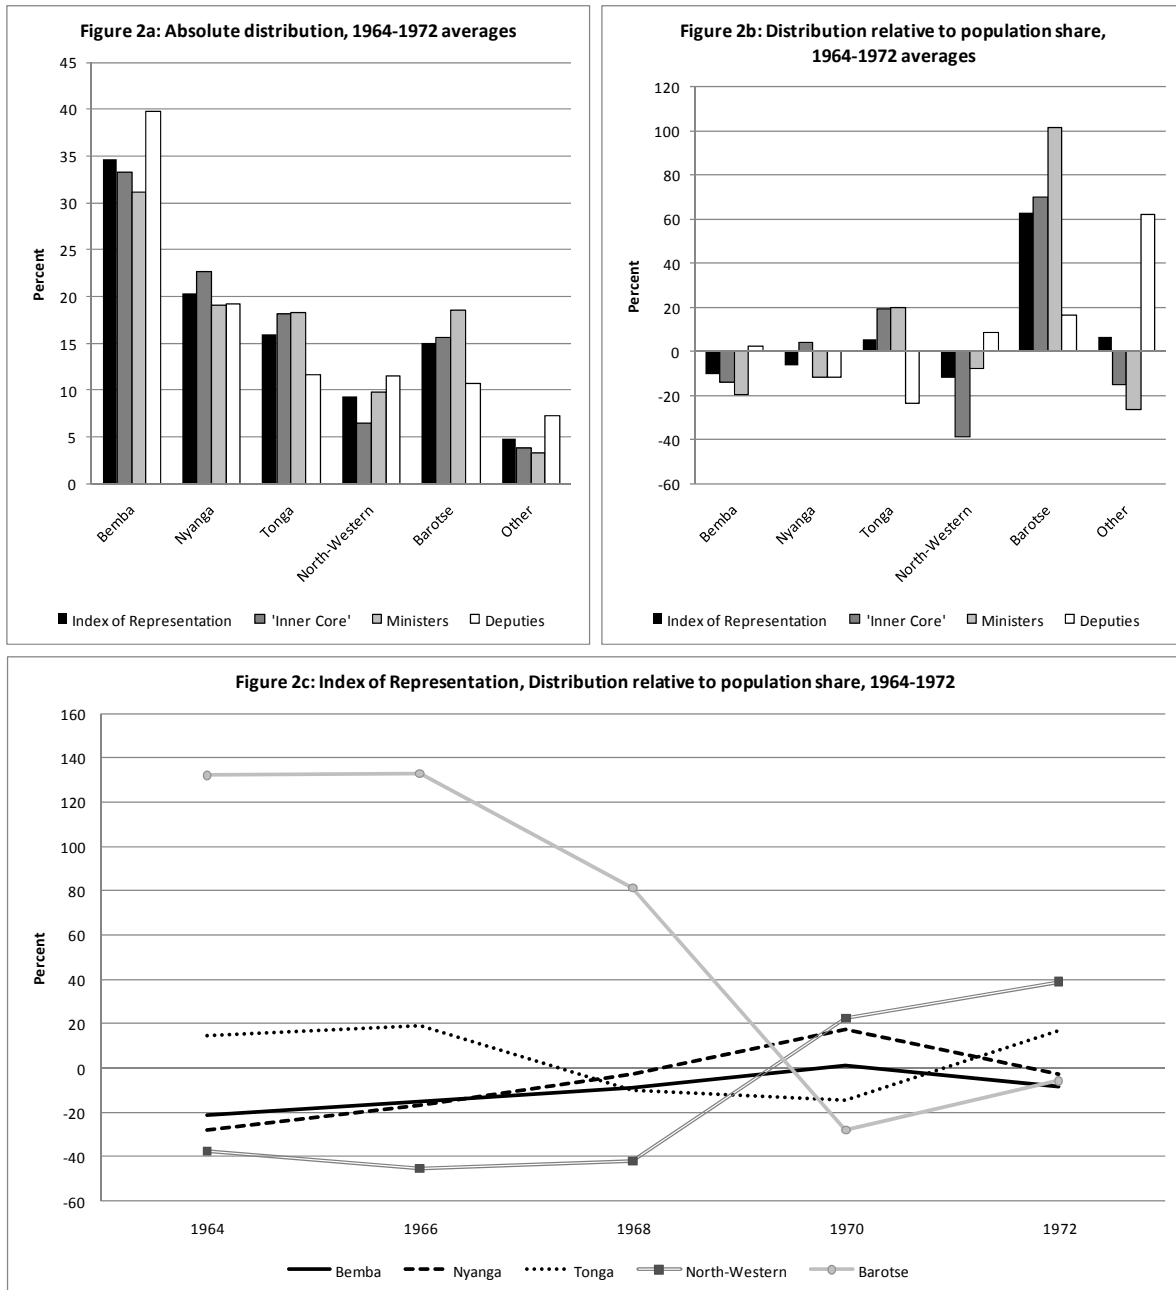 Figure 2a: Absolute distribution, 1964-1972 averages
45
40
35
30
25
20
15
10
5
0
Percent
Bemba
Nyanga
Tonga
North-Western
Barotse
Other
Index of Representation 'Inner Core' Ministers Deputies
Figure 2b: Distribution relative to population share,
1964-1972 averages
120
100
80
60
40
20
0
-20
-40
-60
Percent
Bemba
Nyanga
Tonga
North-Western
Barotse
Other
Index of Representation 'Inner Core' Ministers Deputies
Figure 2c: Index of Representation, Distribution relative to population share, 1964-1972
160
140
120
100
80
60
40
20
0
-20
-40
-60
Percent
1964 1966 1968 1970 1972
Bemba Nyanga Tonga North-Western Barotse